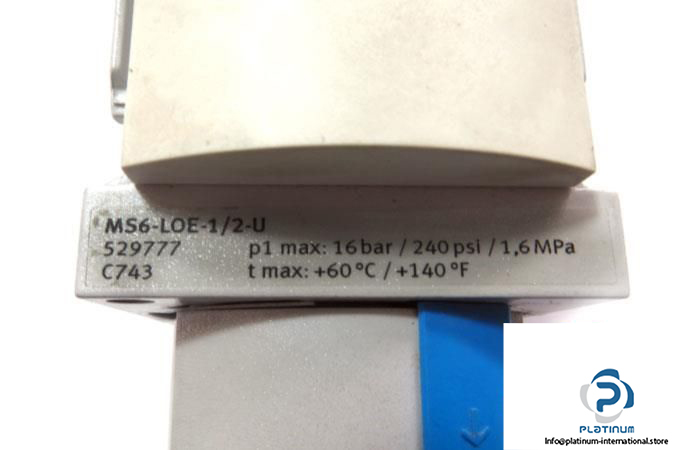 MS6-LOE-1/2-U
529777 p1 max: 16 bar / 240 psi / 1,6 MPa
C743 t max: +60 °C / +140 °F
PLATINUM
Info@platinum-international.store